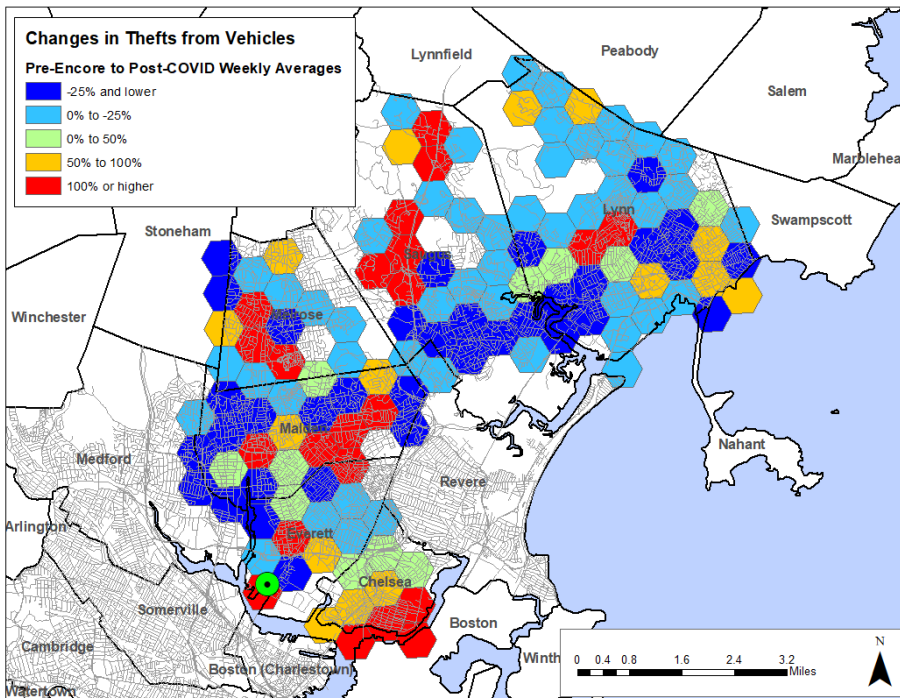 Changes in Thefts from Vehicles
Pre-Encore to Post-COVID Weekly Averages
-25% and lower
0% to -25%
0% to 50%
50% to 100%
100% or higher
Lynnfield
Peabody
Salem
Marblehea
Lynn
Swampscott
Stoneham
Saugus
Winchester
Melrose
Malden
Medford
Nahant
Revere
Arlington
Everett
Chelsea
Somerville
Boston
Cambridge
Boston (Charlestown)
Winth
Watertown
N
0 0.4 0.8 1.6 2.4 3.2
Miles